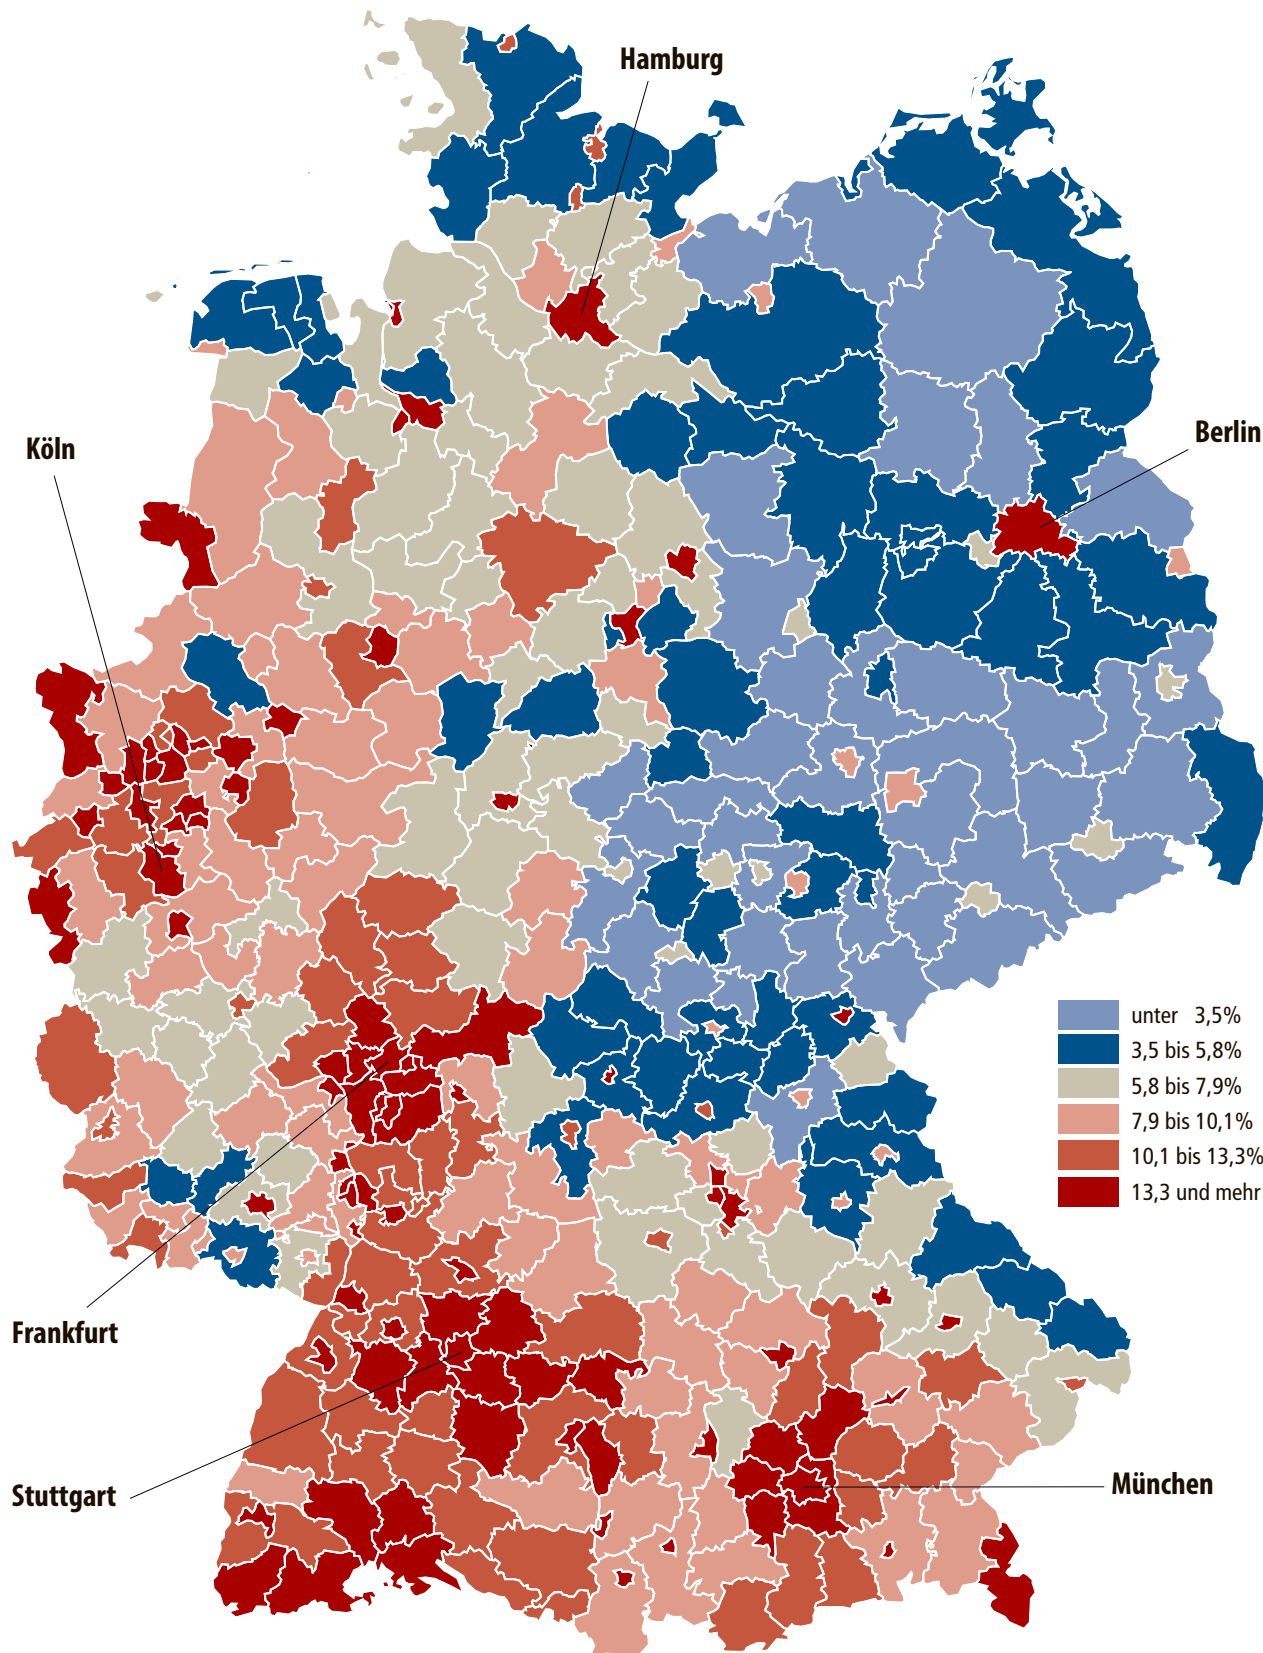 Hamburg
Berlin
Köln
unter 3,5%
3,5 bis 5,8%
5,8 bis 7,9%
7,9 bis 10,1%
10,1 bis 13,3%
13,3 und mehr
Frankfurt
Stuttgart
München